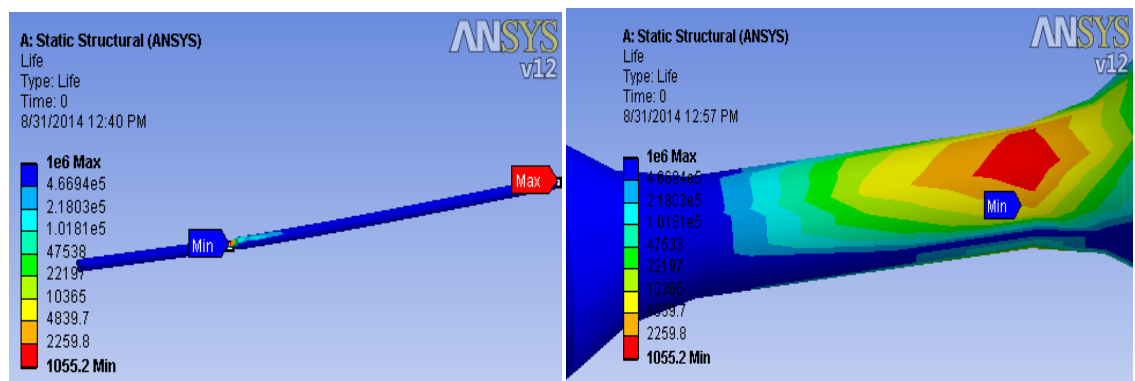 A: Static Structural (ANSYS)
Life
Type: Life
Time: 0
8/31/2014 12:40 PM
ANSYS
v12
1e6 Max
4.6694e5
2.1803e5
1.0181e5
47538
22197
10365
4839.7
2259.8
1055.2 Min
Min
Max
A: Static Structural (ANSYS)
Life
Type: Life
Time: 0
8/31/2014 12:57 PM
ANSYS
v12
1e6 Max
4.6694e5
2.1803e5
1.0181e5
47538
22197
10365
4839.7
2259.8
1055.2 Min
Min